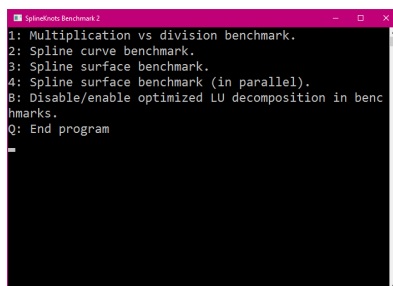 SplineKnots Benchmark 2
1: Multiplication vs division benchmark.
2: Spline curve benchmark.
3: Spline surface benchmark.
4: Spline surface benchmark (in parallel).
B: Disable/enable optimized LU decomposition in benc
hmarks.
Q: End program